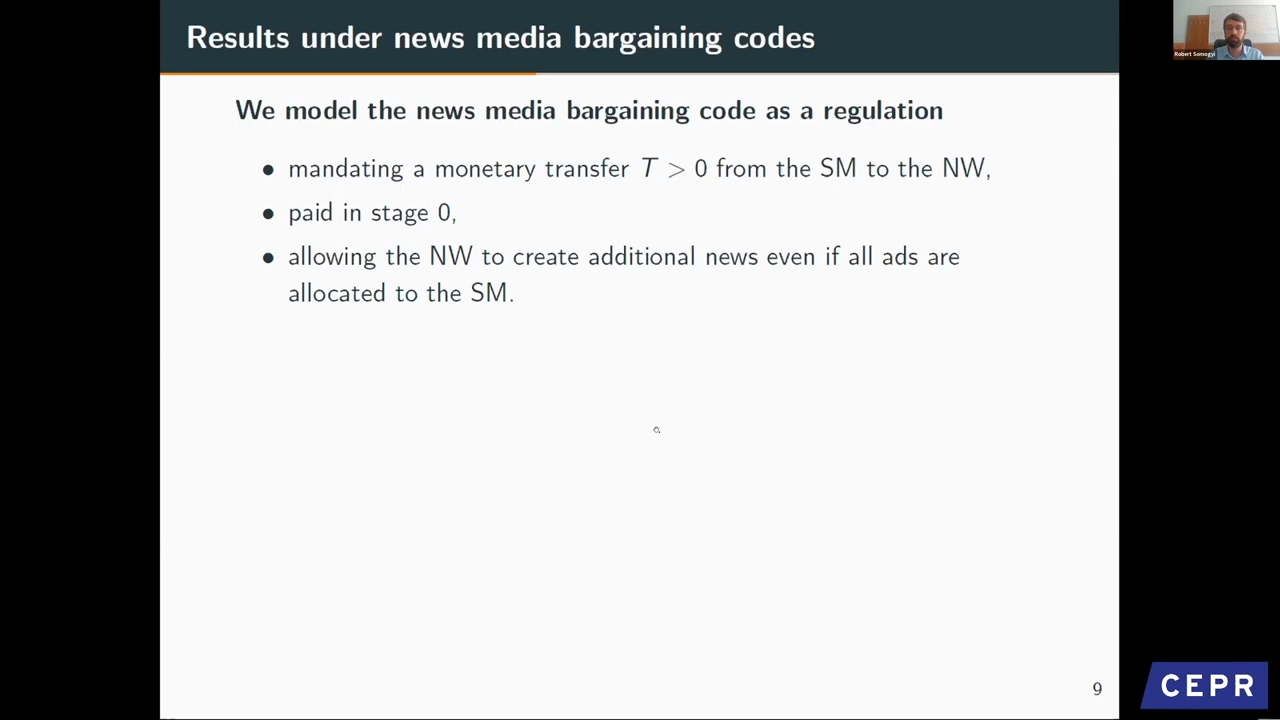 Results under news media bargaining codes
Robert Somogyi
We model the news media bargaining code as a regulation
• mandating a monetary transfer T > 0 from the SM to the NW,
• paid in stage 0,
• allowing the NW to create additional news even if all ads are
allocated to the SM.
9
CEPR